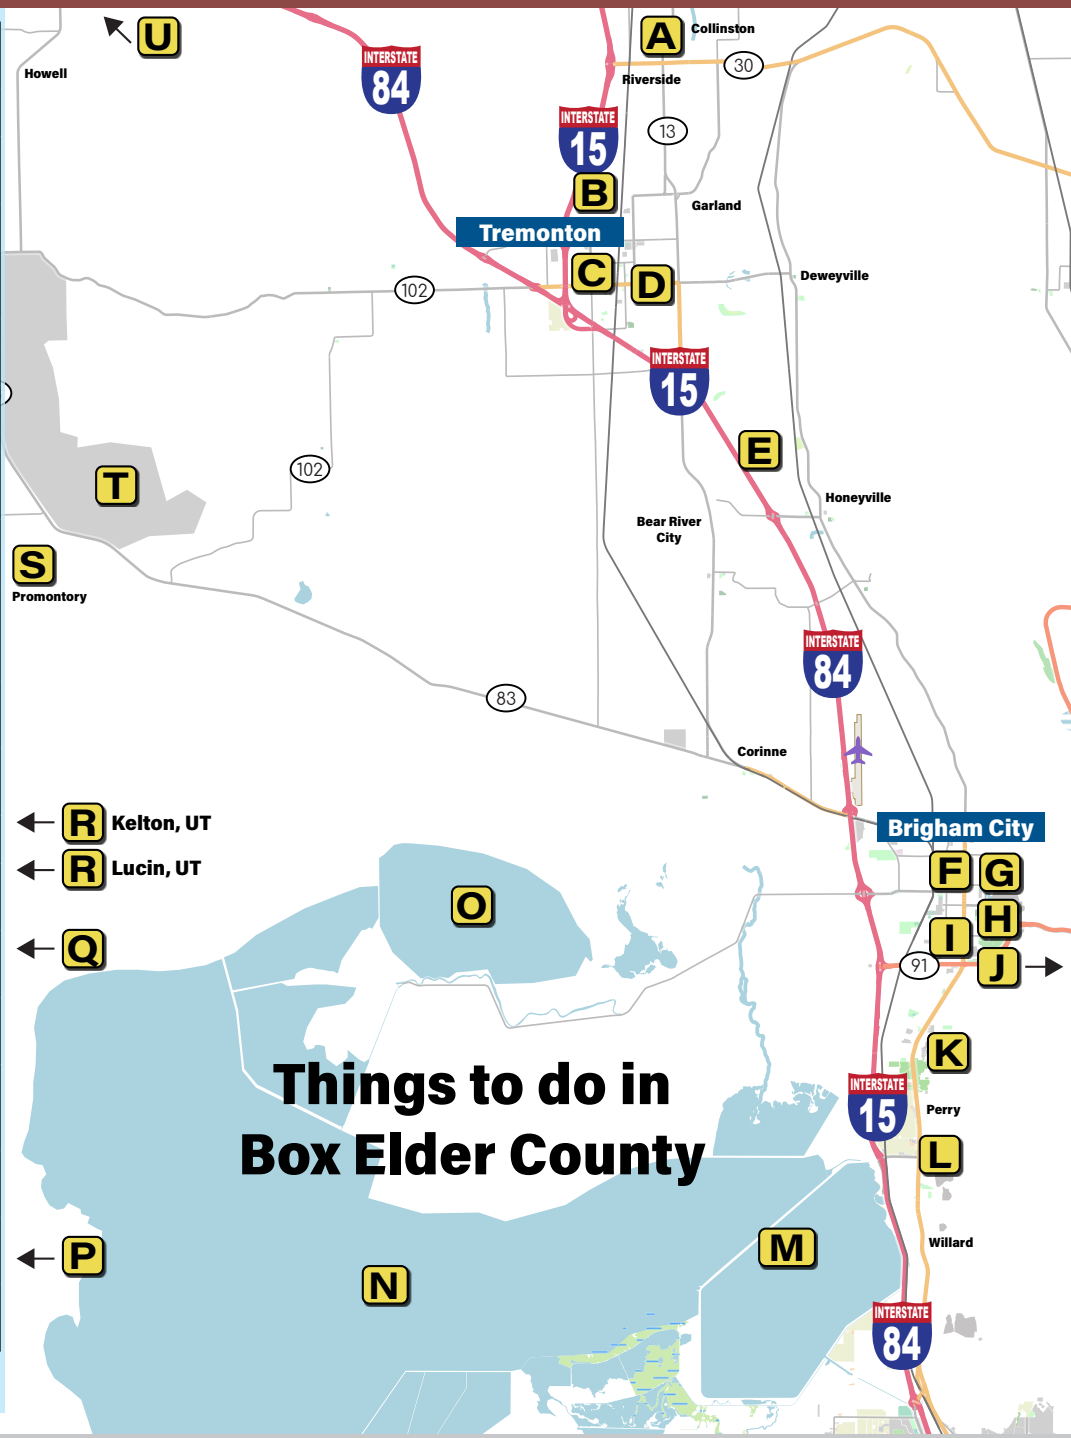 U
A
Collinston
Howell
INTERSTATE
84
30
Riverside
INTERSTATE
15
13
B
Garland
Tremonton
C
D
Deweyville
102
INTERSTATE
15
E
102
T
Honeyville
Bear River
City
S
Promontory
INTERSTATE
84
83
Corinne
R Kelton, UT
Brigham City
R Lucin, UT
F
G
O
H
I
Q
91
J
K
Things to do in
INTERSTATE
15
Perry
Box Elder County
L
Willard
M
P
N
INTERSTATE
84